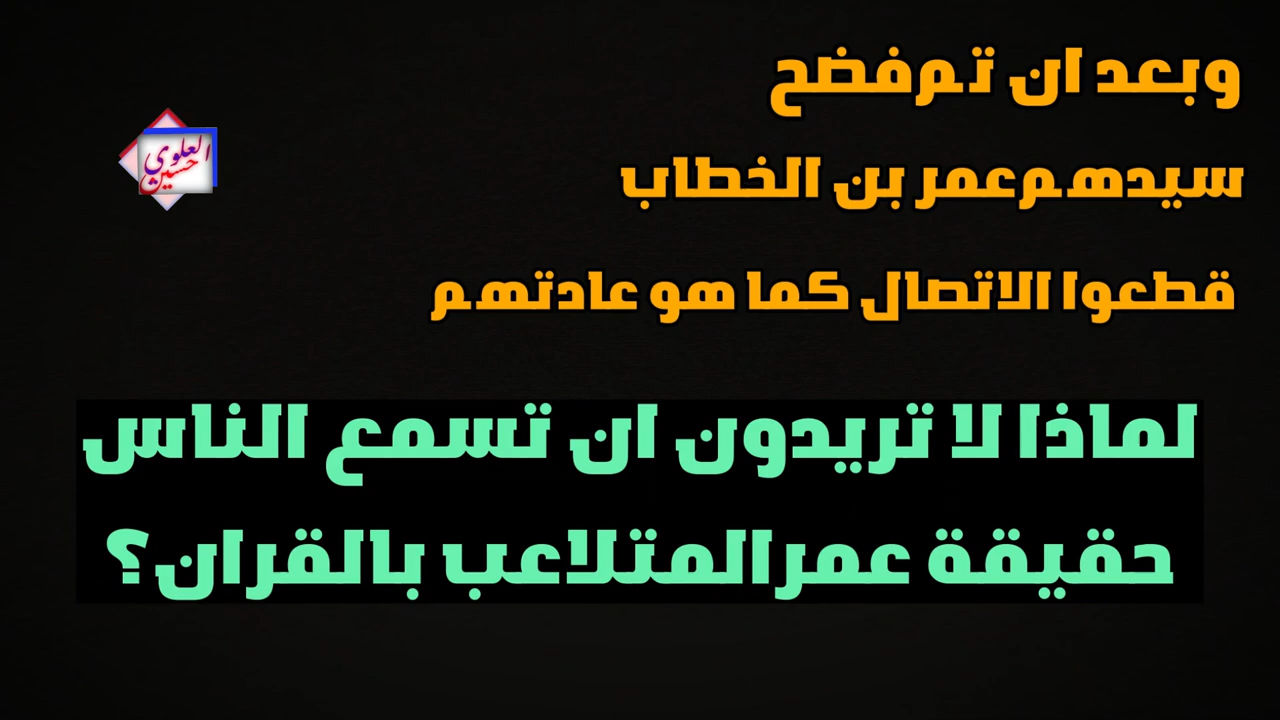 وبعد ان تم فضح
سيدهم عمر بن الخطاب
قطعوا الاتصال كما هو عادتهم
لماذا لا تريدون ان تسمع الناس
حقيقة عمر المتلاعب بالقران؟
العلوي
حسين